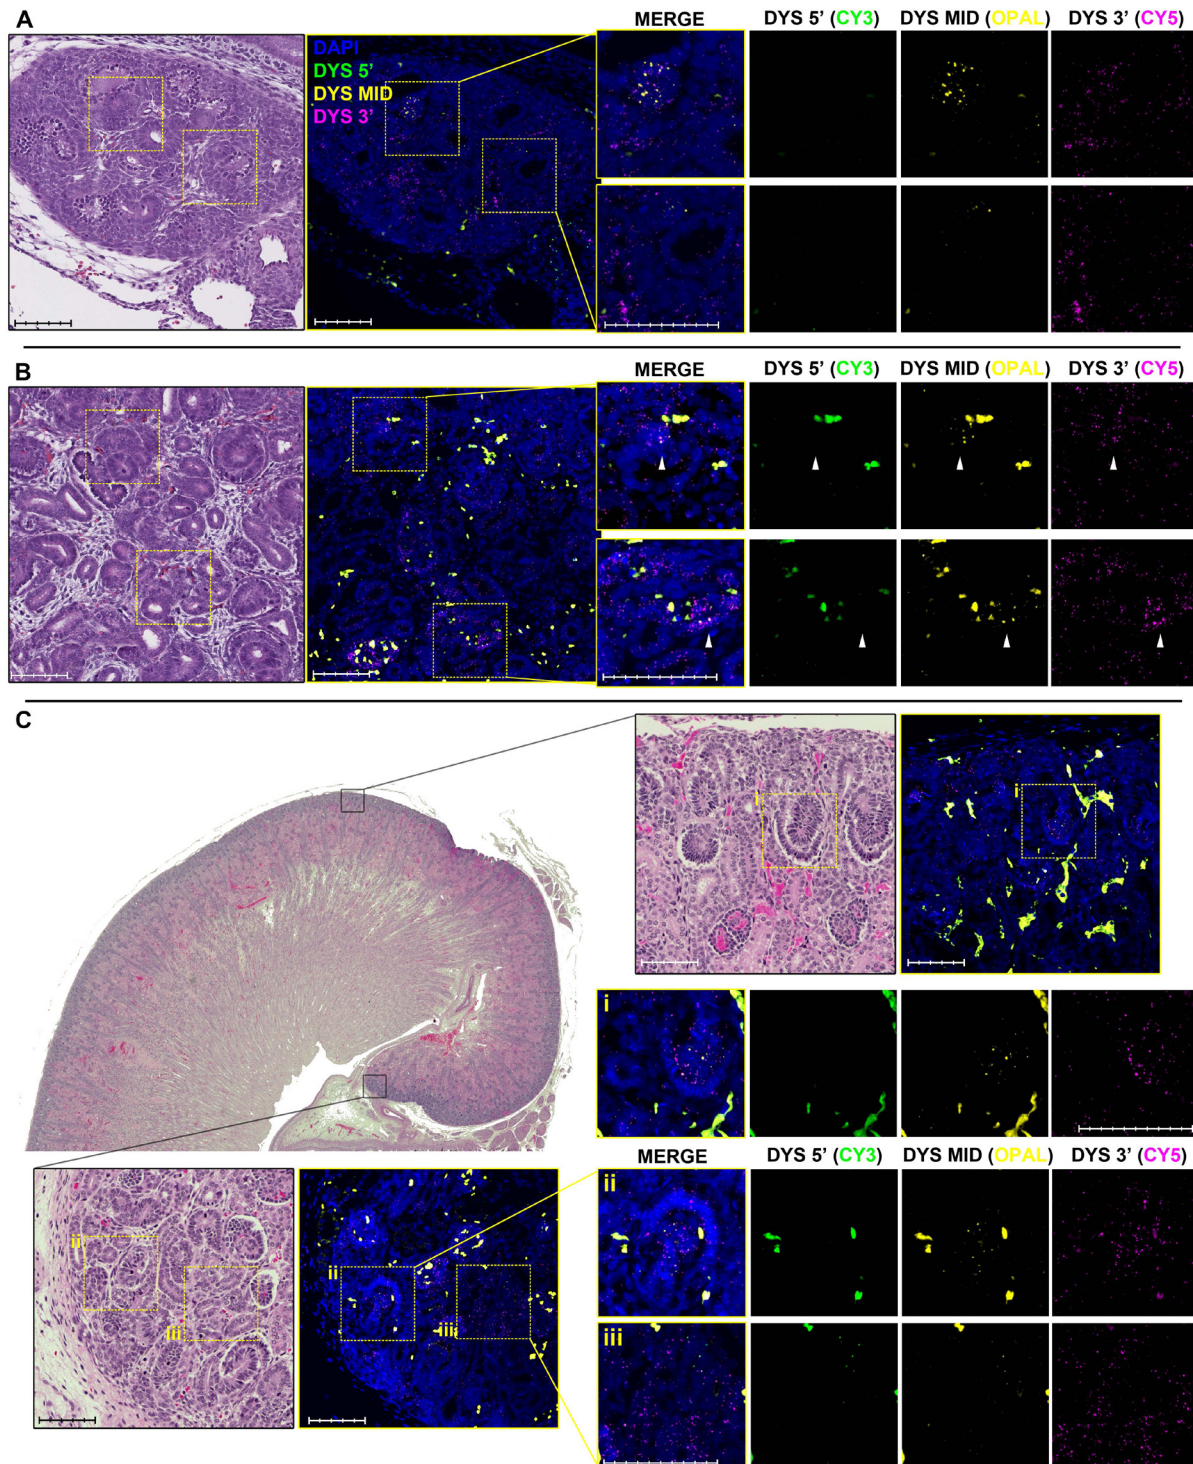 A
MERGE DYS 5’ (CY3) DYS MID (OPAL) DYS 3’ (CY5)
DAPI
DYS 5’
DYS MID
DYS 3’
B
MERGE DYS 5’ (CY3) DYS MID (OPAL) DYS 3’ (CY5)
C
i
i
i
MERGE DYS 5’ (CY3) DYS MID (OPAL) DYS 3’ (CY5)
ii
ii
ii
iii
iii
iii